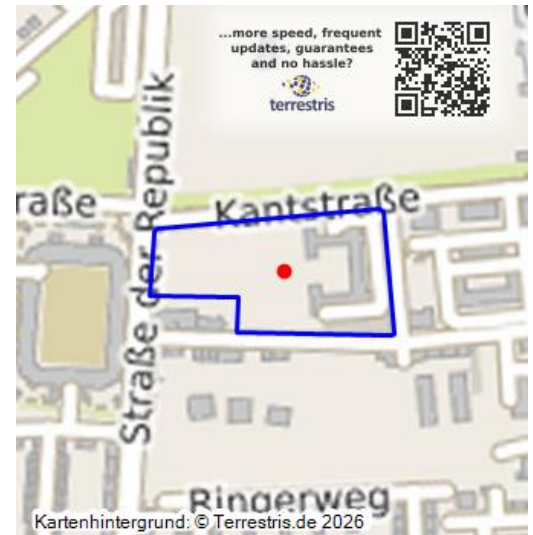 ...more speed, frequent
updates, guarantees
and no hassle?
terrestris
raße
Kantstraße
Straße der Republik
Ringerweg
Kartenhintergrund: © Terrestris.de 2026